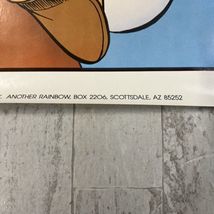 ANOTHER RAINBOW, BOX 2206, SCOTTSDALE, AZ 85252